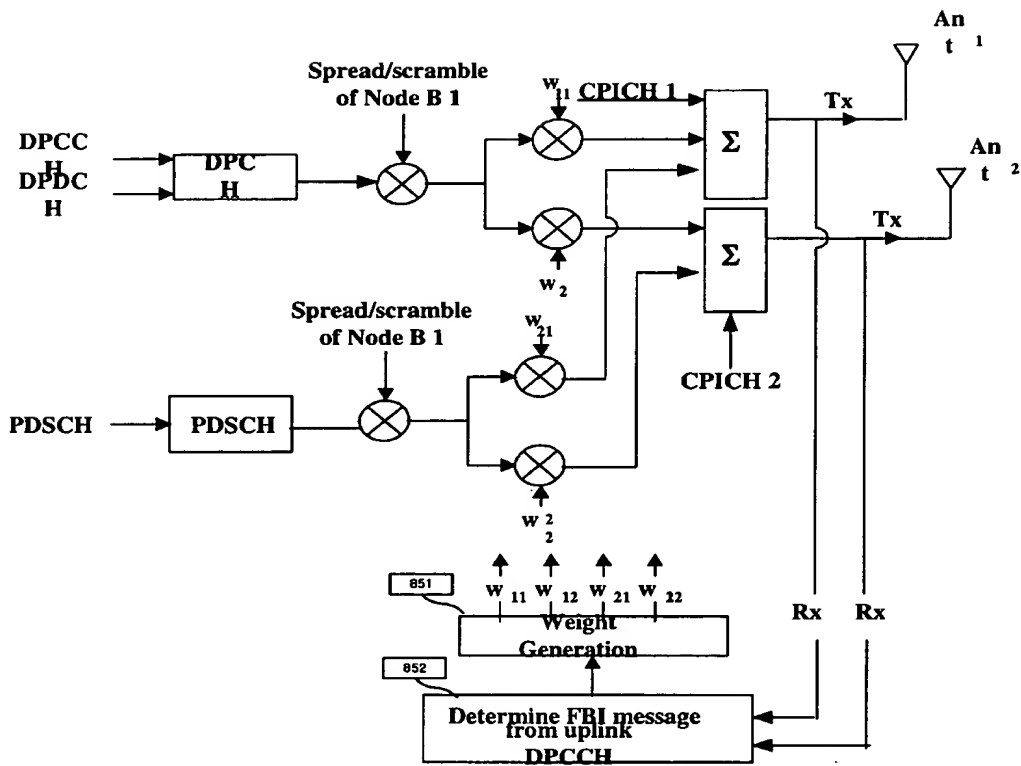 An
t 1
Spread/scramble
of Node B 1
w 11
CPICH 1
Tx
DPCC
H
DPDC
H
DPC
H
Σ
An
t 2
Tx
Σ
w 2
Spread/scramble
of Node B 1
w 21
CPICH 2
PDSCH
PDSCH
w 2
2
851
w 11
w 12
w 21
w 22
Rx
Rx
Weight
Generation
852
Determine FBI message
from uplink
DPCCH